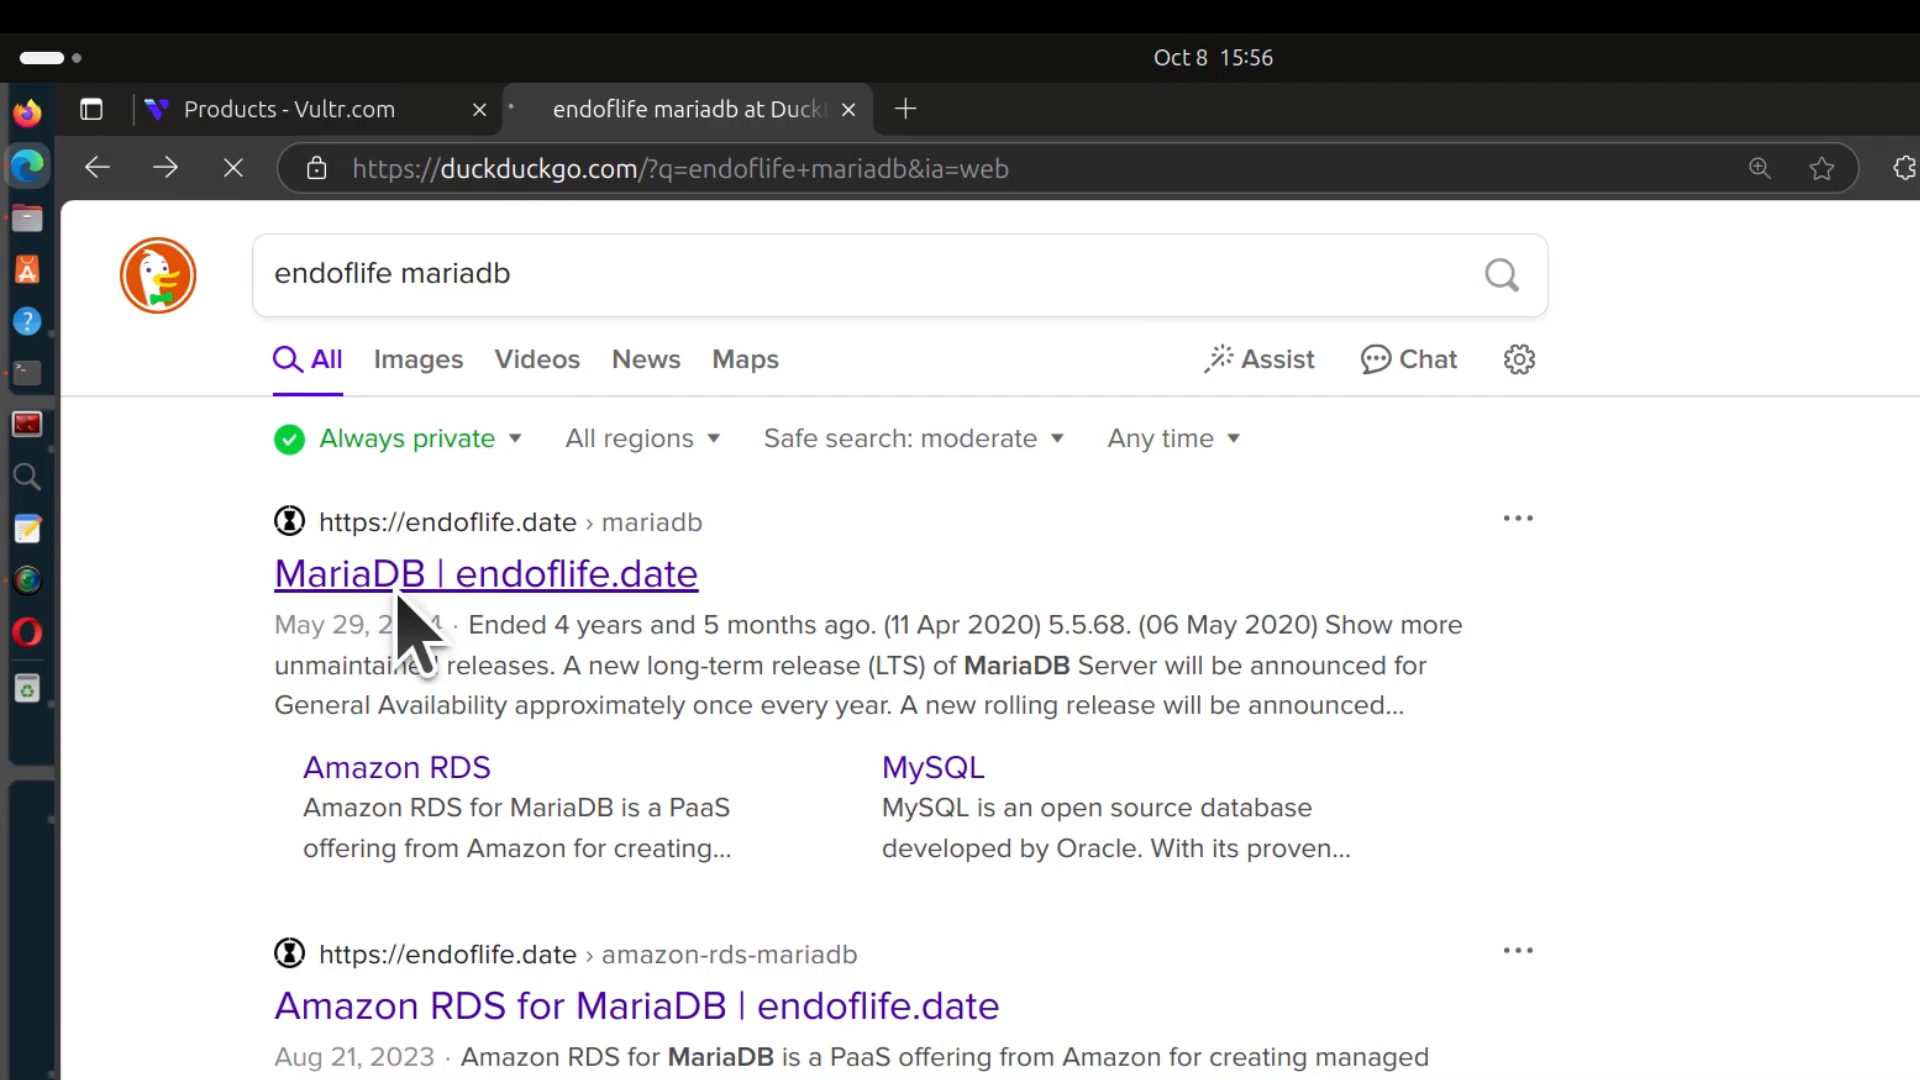 Oct 8 15:56
Products - Vultr.com
endoflife mariadb at Duck
https://duckduckgo.com/?q=endoflife+mariadb&ia=web
endoflife mariadb
All Images Videos News Maps Assist Chat
Always private All regions Safe search: moderate Any time
https://endoflife.date › mariadb
MariaDB | endoflife.date
May 29, 2 4 · Ended 4 years and 5 months ago. (11 Apr 2020) 5.5.68. (06 May 2020) Show more
unmaintained releases. A new long-term release (LTS) of MariaDB Server will be announced for
General Availability approximately once every year. A new rolling release will be announced...
Amazon RDS
Amazon RDS for MariaDB is a PaaS
offering from Amazon for creating...
MySQL
MySQL is an open source database
developed by Oracle. With its proven...
https://endoflife.date › amazon-rds-mariadb
Amazon RDS for MariaDB | endoflife.date
Aug 21, 2023 · Amazon RDS for MariaDB is a PaaS offering from Amazon for creating managed